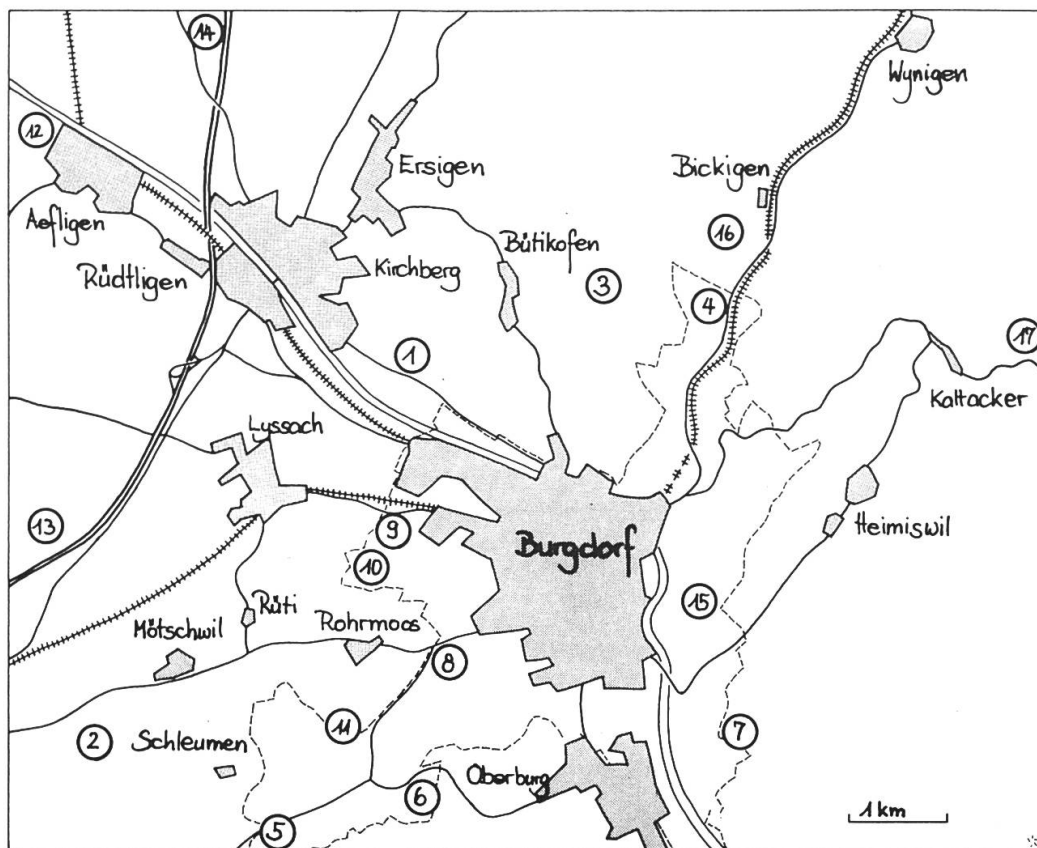 14
Wynigen
12
Ersigen
Bickigen
Aefligen
16
Bütikofen
Rüdtligen
Kirchberg
3
4
1
17
Kaltacker
Lyssach
13
9
Heimiswil
Burgdorf
10
15
Rüti
Mötschwil
Rohrmoos
8
11
7
2
Schleumen
Oberburg
6
1 km
5